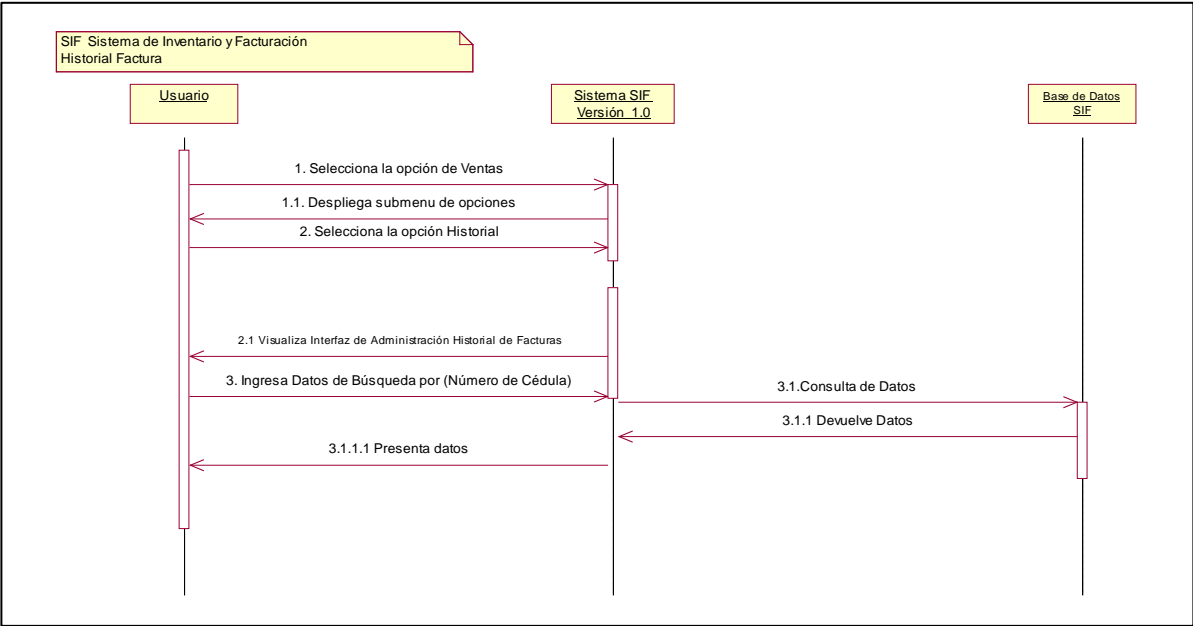 SIF Sistema de Inventario y Facturación
Historial Factura
Usuario
Sistema SIF
Versión 1.0
Base de Datos
SIF
1. Selecciona la opción de Ventas
1.1. Despliega submenu de opciones
2. Selecciona la opción Historial
2.1 Visualiza Interfaz de Administración Historial de Facturas
3. Ingresa Datos de Búsqueda por (Número de Cédula)
3.1.Consulta de Datos
3.1.1 Devuelve Datos
3.1.1.1 Presenta datos